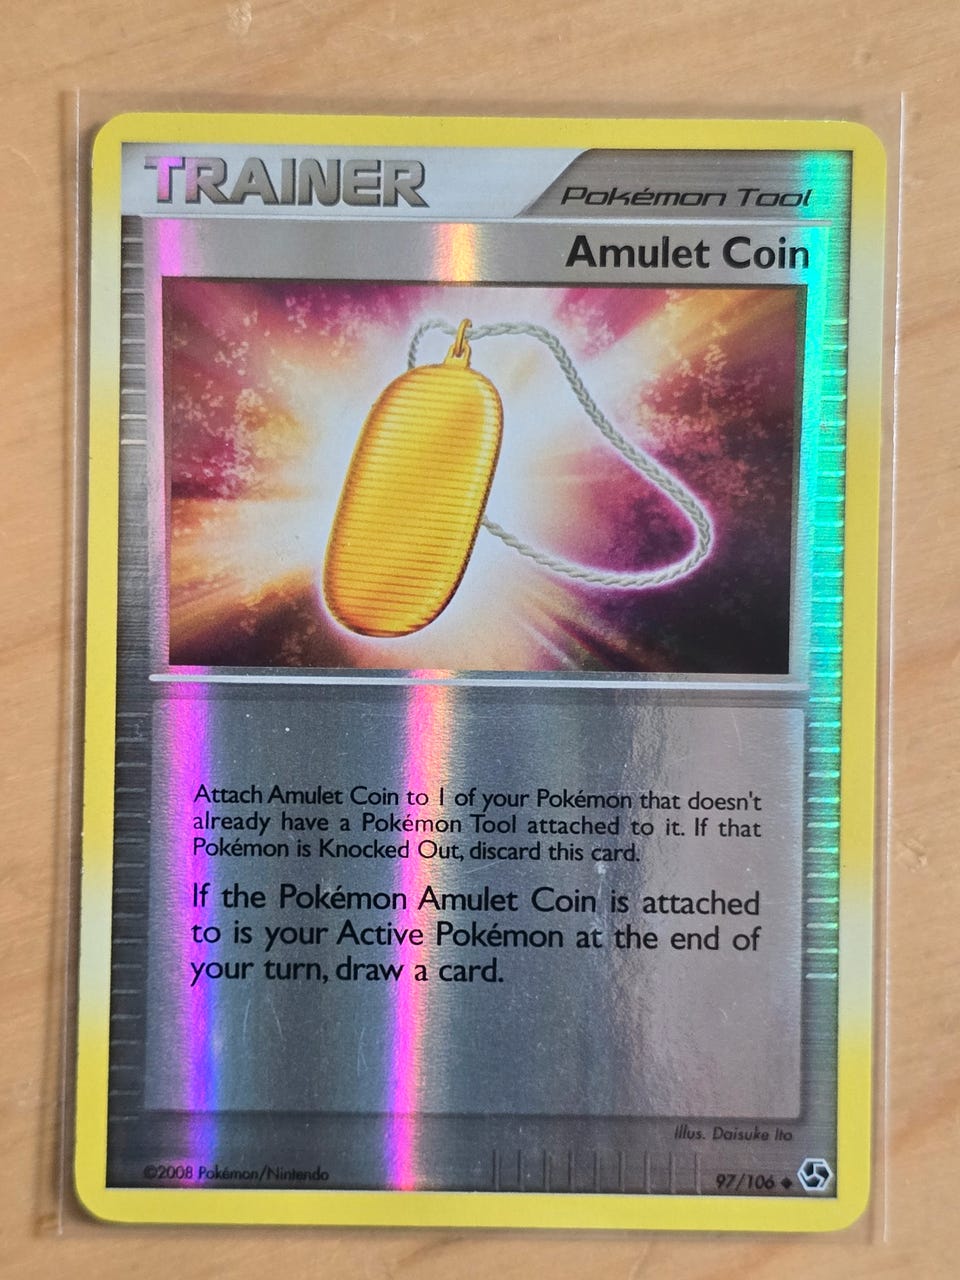 TRAINER
Pokémon Tool
Amulet Coin
Attach Amulet Coin to 1 of your Pokémon that doesn't
already have a Pokémon Tool attached to it. If that
Pokémon is Knocked Out, discard this card.
If the Pokémon Amulet Coin is attached
to is your Active Pokémon at the end of
your turn, draw a card.
Illus. Daisuke Ito
©2008 Pokémon/Nintendo
97/106